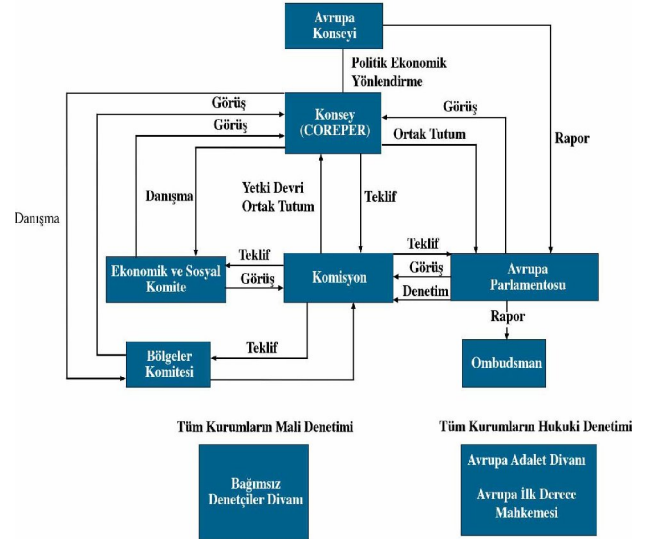 Avrupa
Konseyi
Politik Ekonomik
Yönlendirme
Görüş
Görüş
Konsey
(COREPER)
Görüş
Ortak Tutum
Rapor
Danışma
Danışma
Yetki Devri
Ortak Tutum
Teklif
Ekonomik ve Sosyal
Komite
Teklif
Görüş
Komisyon
Teklif
Görüş
Denetim
Avrupa
Parlamentosu
Rapor
Bölgeler
Komitesi
Teklif
Ombudsman
Tüm Kurumların Mali Denetimi
Tüm Kurumların Hukuki Denetimi
Bağımsız
Denetçiler Divanı
Avrupa Adalet Divanı
Avrupa İlk Derece
Mahkemesi